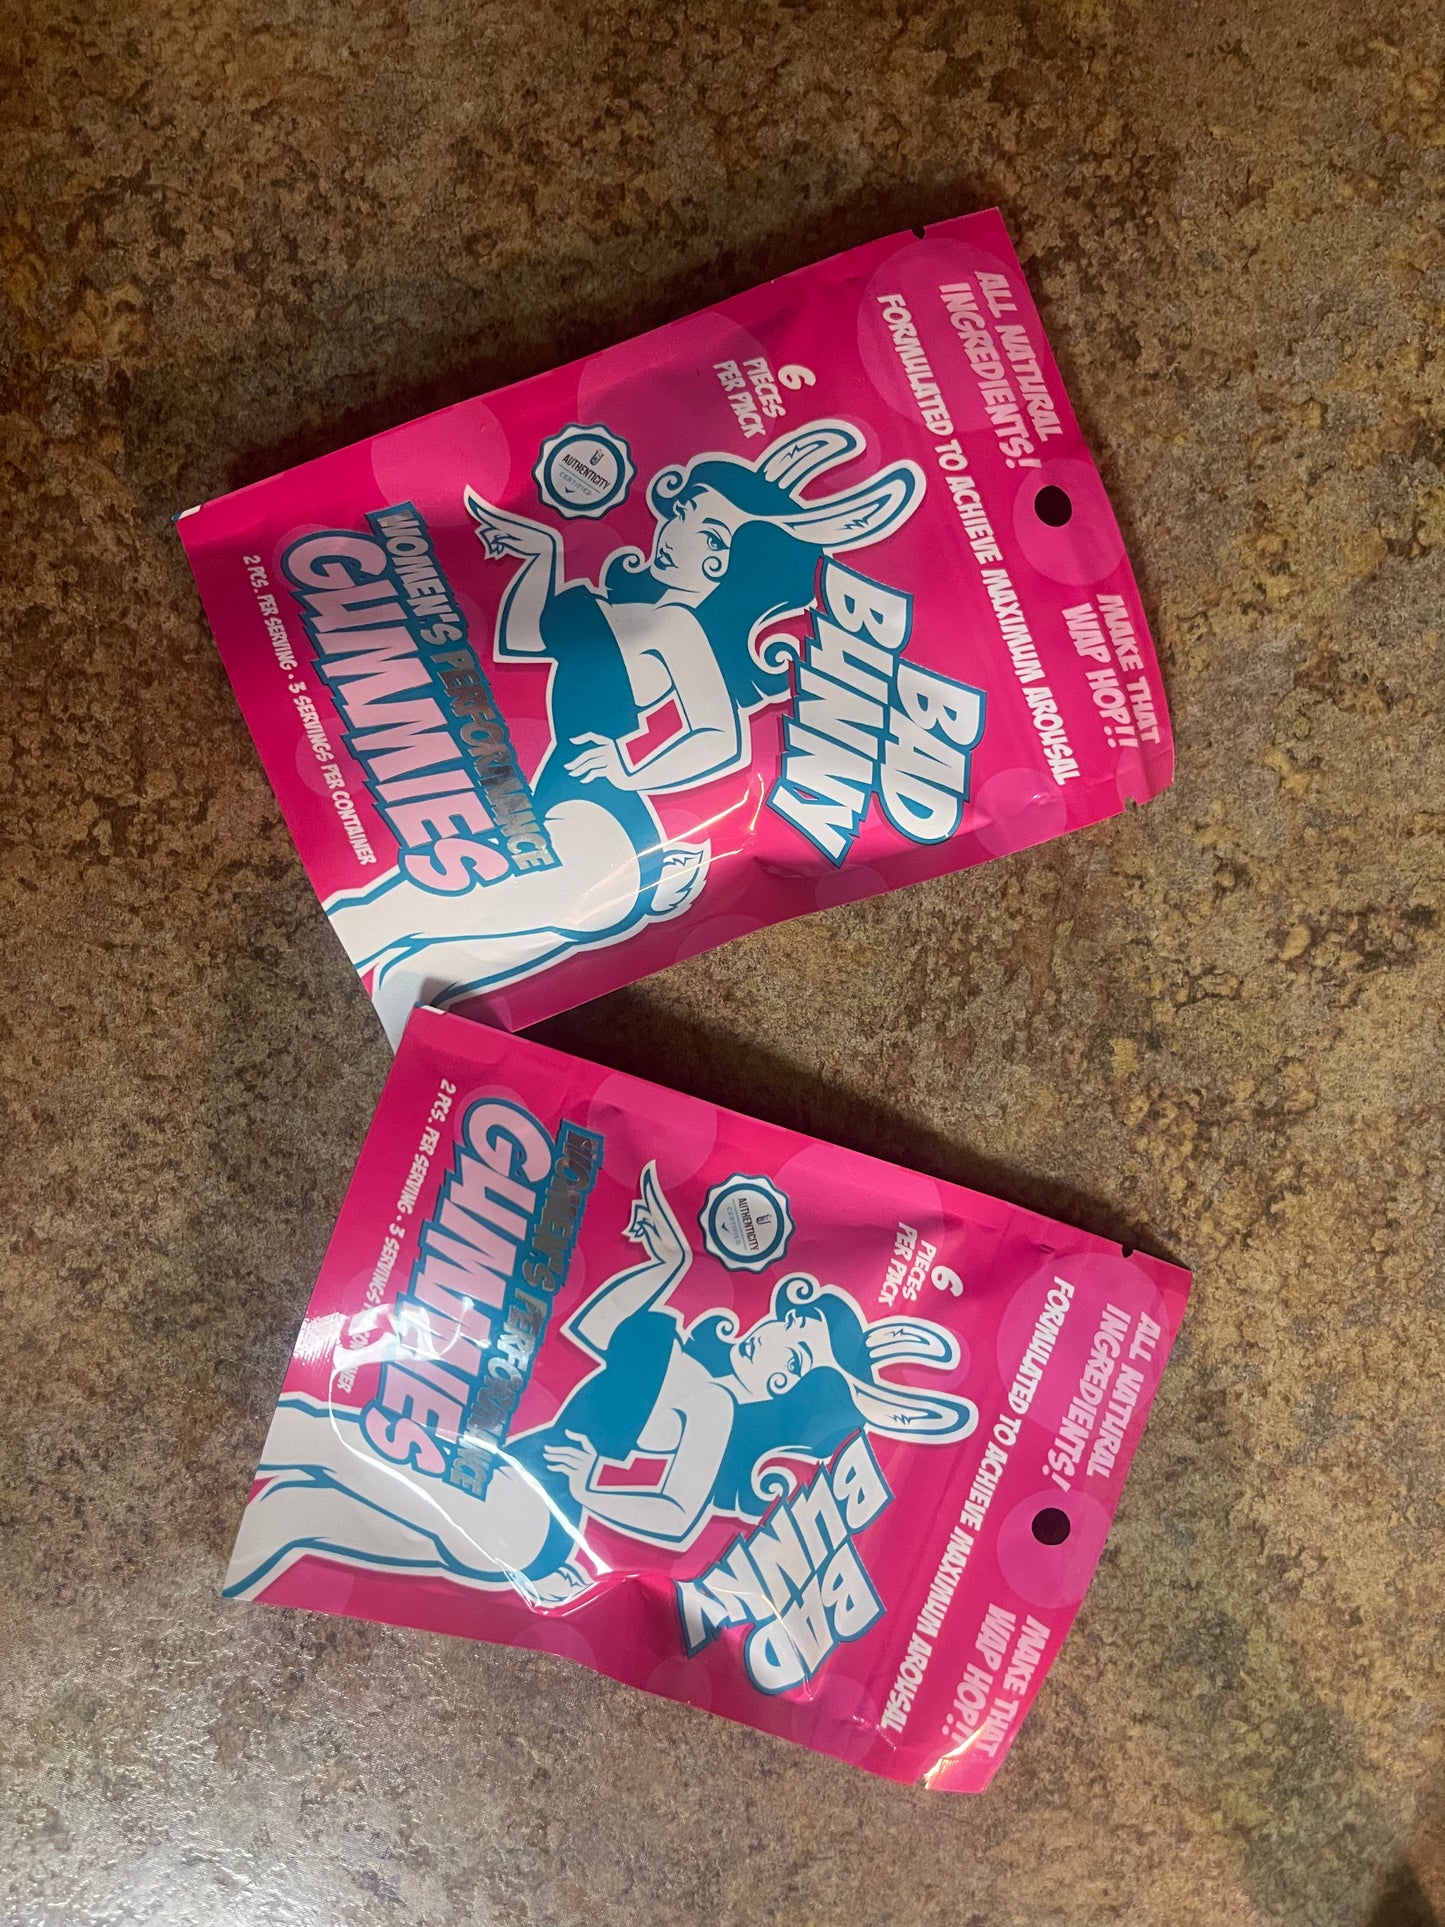 ALL NATURAL
INGREDIENTS!
MAKE THAT
WAP HOP?!
FORMULATED TO ACHIEVE MAXIMUM AROUSAL
6
PIECES
PER PACK
BAD
BUNNY
AUTHENTICITY
CERTIFIED
WOMEN'S PERFORMANCE
GUMMIES
2 PCS. PER SERVING • 3 SERVINGS PER CONTAINER
ALL NATURAL
INGREDIENTS!
MAKE THAT
WAP HOP?!
FORMULATED TO ACHIEVE MAXIMUM AROUSAL
6
PIECES
PER PACK
BAD
BUNNY
AUTHENTICITY
CERTIFIED
WOMEN'S PERFORMANCE
GUMMIES
2 PCS. PER SERVING • 3 SERVINGS